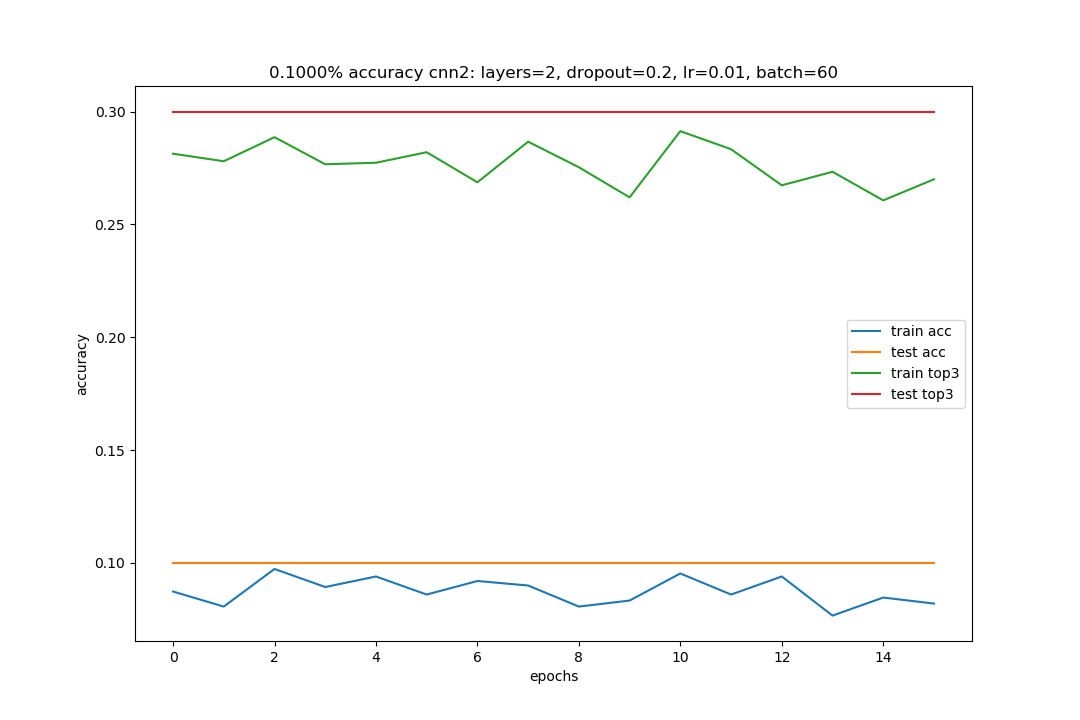 0.1000% accuracy cnn2: layers=2, dropout=0.2, lr=0.01, batch=60
0.30
0.25
0.20
0.15
0.10
accuracy
train acc
test acc
train top3
test top3
0 2 4 6 8 10 12 14
epochs